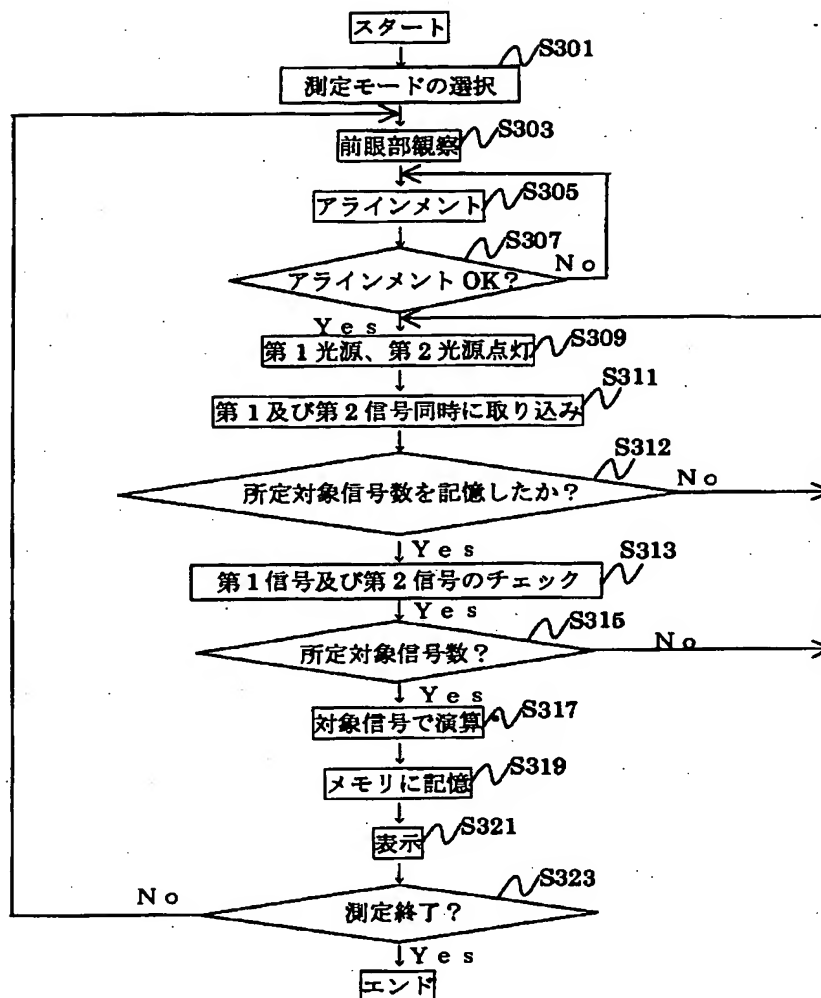 スタート
S301
測定モードの選択
S303
前眼部観察
S305
アラインメント
S307
No
アラインメント OK?
Yes
S309
第1光源、第2光源点灯
S311
第1及び第2信号同時に取り込み
S312
No
所定対象信号数を記憶したか?
Yes
S313
第1信号及び第2信号のチェック
Yes
S315
No
所定対象信号数?
Yes
S317
対象信号で演算
S319
メモリに記憶
S321
表示
S323
No
測定終了?
Yes
エンド